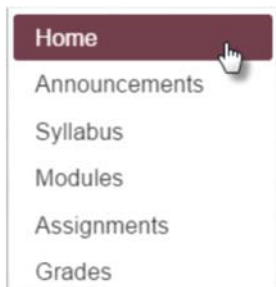 Home
Announcements
Syllabus
Modules
Assignments
Grades